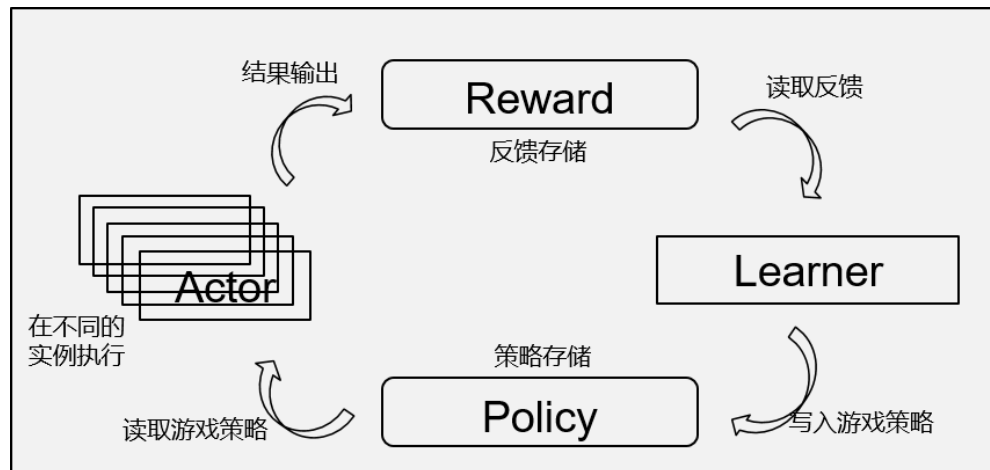 结果输出
Reward
读取反馈
反馈存储
Actor
Learner
在不同的
实例执行
策略存储
读取游戏策略
Policy
写入游戏策略